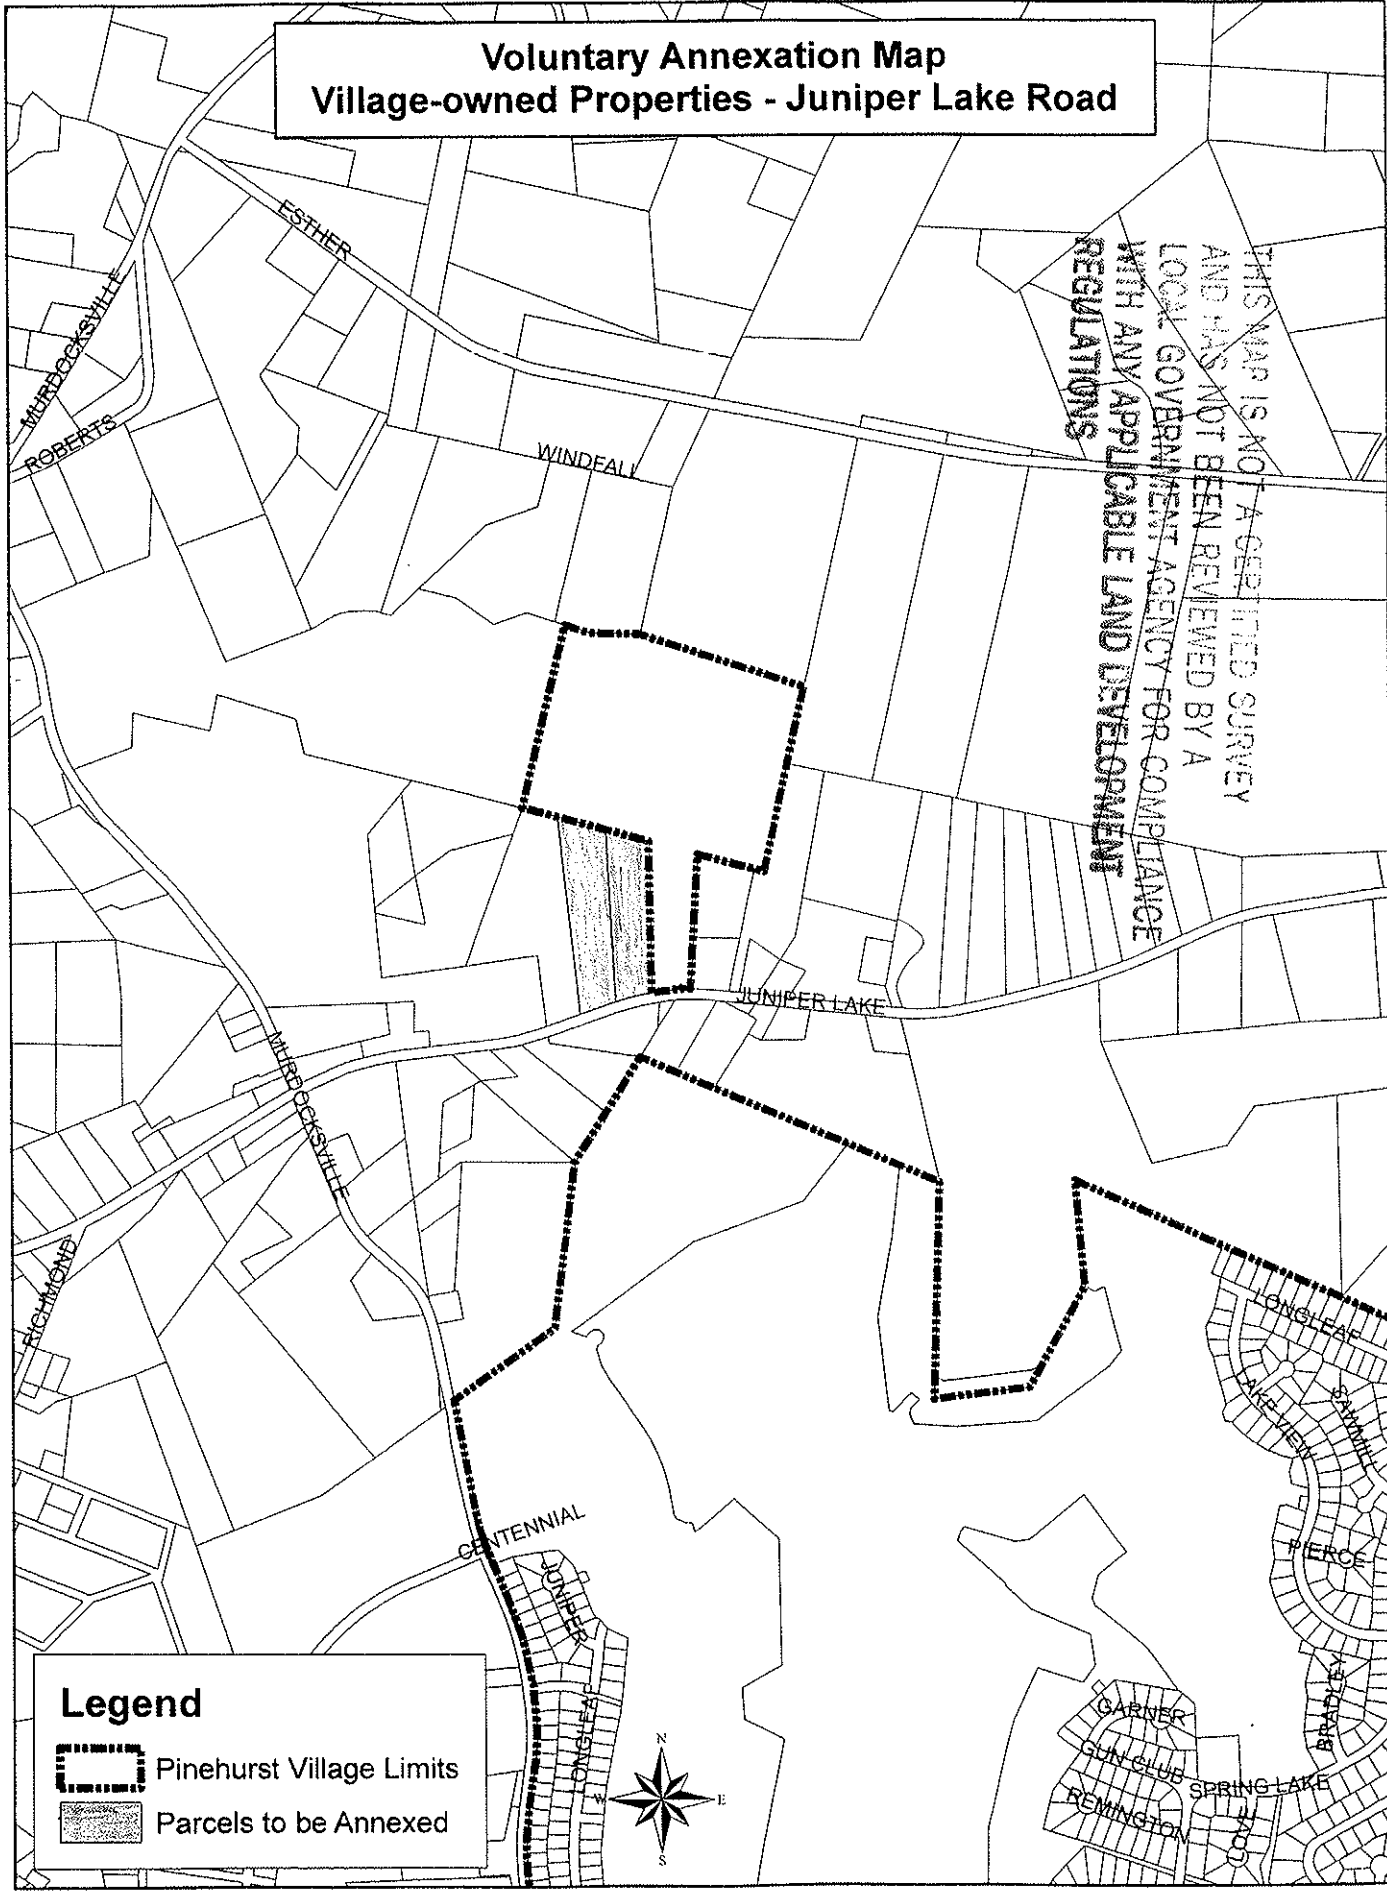 Voluntary Annexation Map
Village-owned Properties - Juniper Lake Road
ESTHER
MURDOCKSVILLE
ROBERTS
WINDFALL
THIS MAP IS NOT A CERTIFIED SURVEY
AND HAS NOT BEEN REVIEWED BY A
LOCAL GOVERNMENT AGENCY FOR COMPLIANCE
WITH ANY APPLICABLE LAND DEVELOPMENT
REGULATIONS
JUNIPER LAKE
MURDOCKSVILLE
RICHMOND
LONGLEAF
LAKE VIEW
SAWMILL
CENTENNIAL
JUNIPER
PIERCE
LONGLEAF
BRADLEY
GARNER
GUN CLUB
SPRING LAKE
REMINGTON
LOVE
Legend
Pinehurst Village Limits
Parcels to be Annexed
N
W
E
S